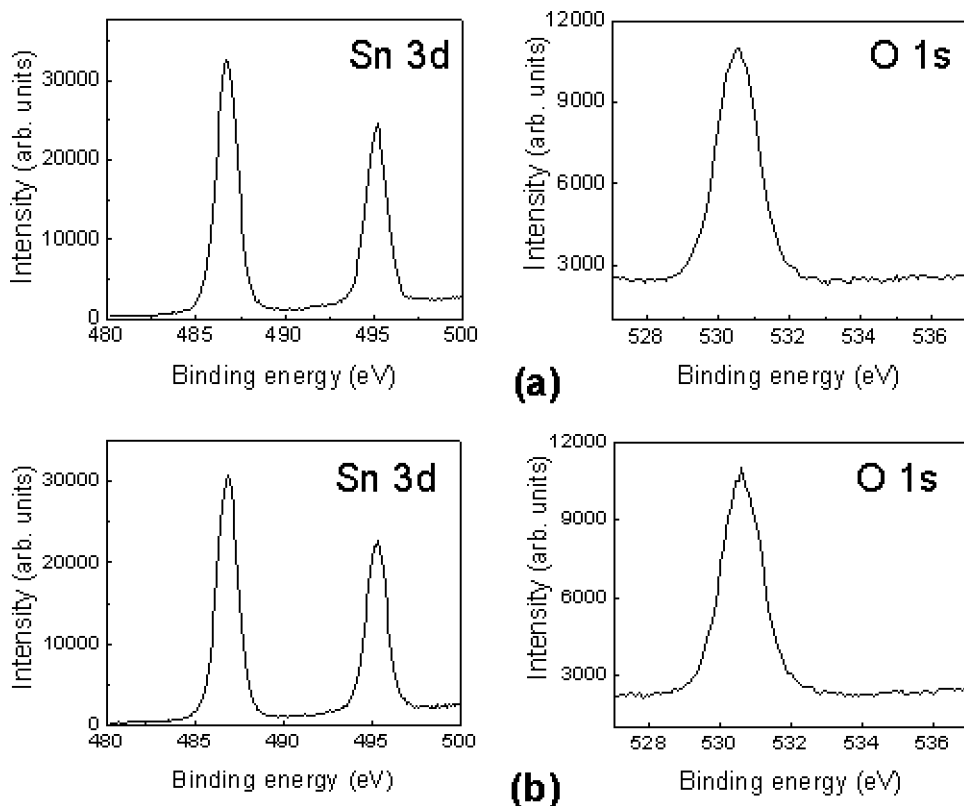 Sn 3d
Intensity (arb. units)
30000
20000
10000
0
480
485
490
495
500
Binding energy (eV)
O 1s
Intensity (arb. units)
12000
9000
6000
3000
528
530
532
534
536
Binding energy (eV)
(a)
Sn 3d
Intensity (arb. units)
30000
20000
10000
0
480
485
490
495
500
Binding energy (eV)
O 1s
Intensity (arb. units)
12000
9000
6000
3000
528
530
532
534
536
Binding energy (eV)
(b)